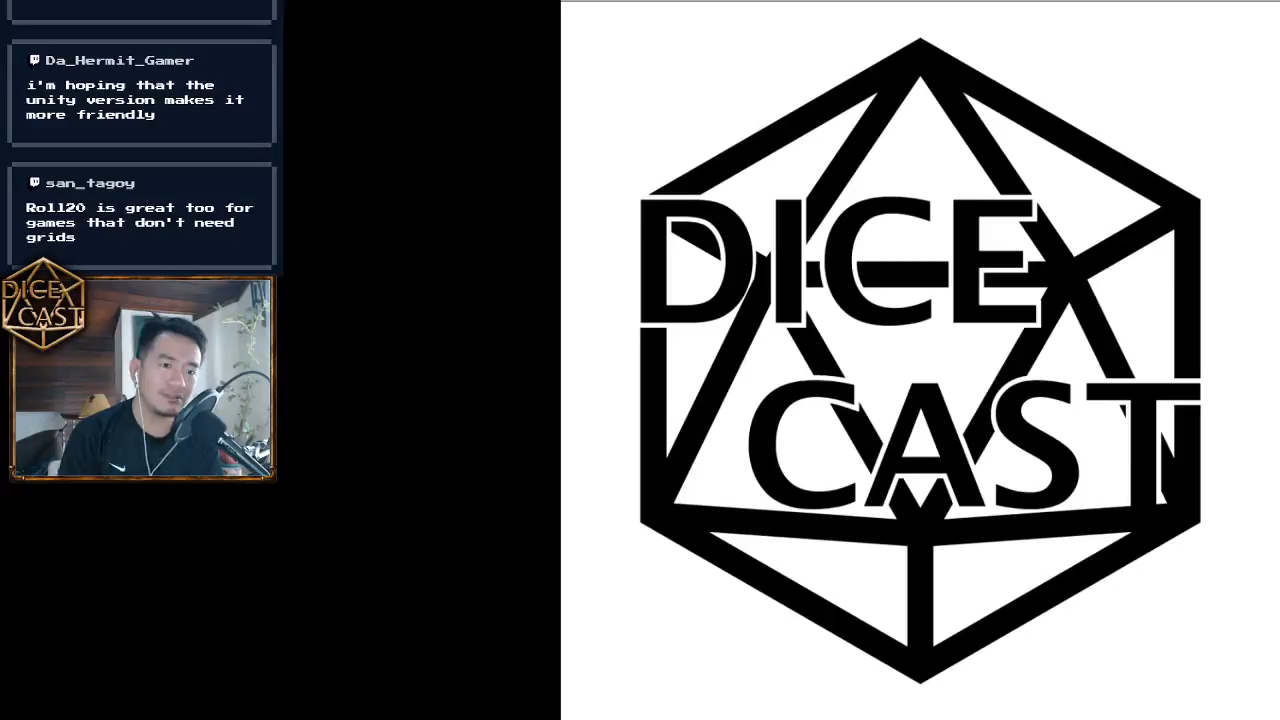 Da_Hermit_Gamer
i'm hoping that the
unity version makes it
more friendly
san_tagoy
Roll20 is great too for
games that don't need
grids
DICE
CAST
DICE
CAST